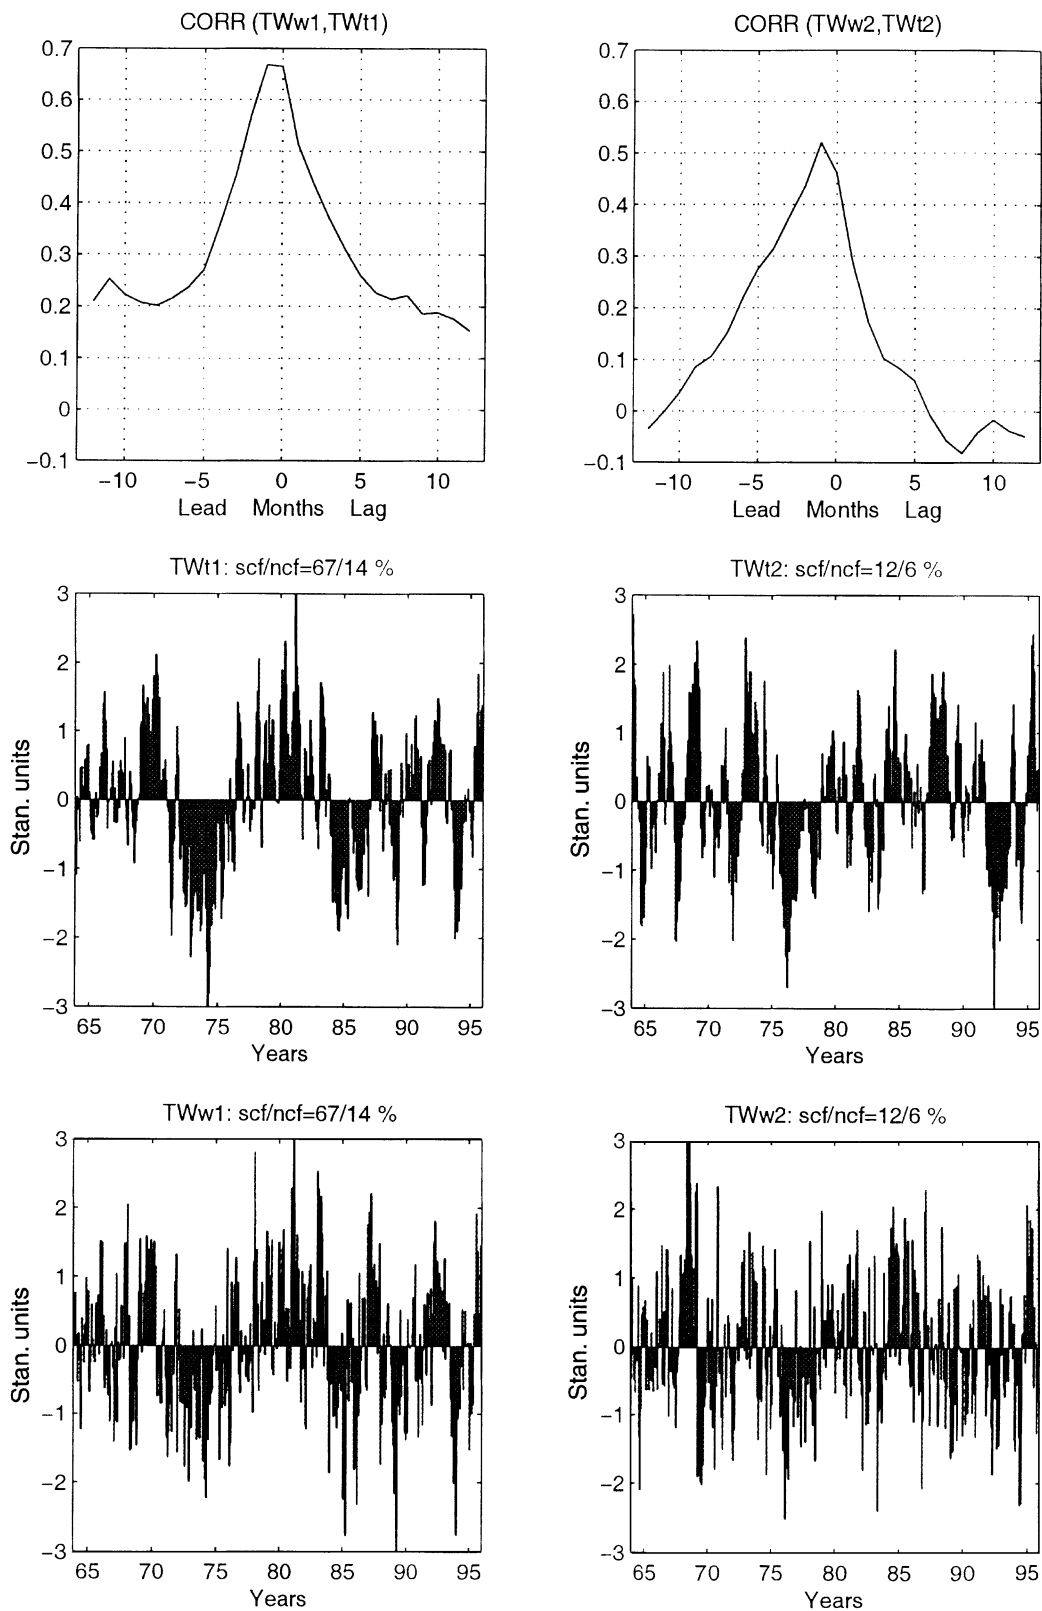 CORR (TWw1,TWt1)
0.7
0.6
0.5
0.4
0.3
0.2
0.1
0
−0.1
−10 −5 0 5 10
Lead Months Lag
CORR (TWw2,TWt2)
0.7
0.6
0.5
0.4
0.3
0.2
0.1
0
−0.1
−10 −5 0 5 10
Lead Months Lag
TWt1: scf/ncf=67/14 %
Stan. units
3
2
1
0
−1
−2
−3
65 70 75 80 85 90 95
Years
TWt2: scf/ncf=12/6 %
Stan. units
3
2
1
0
−1
−2
−3
65 70 75 80 85 90 95
Years
TWw1: scf/ncf=67/14 %
Stan. units
3
2
1
0
−1
−2
−3
65 70 75 80 85 90 95
Years
TWw2: scf/ncf=12/6 %
Stan. units
3
2
1
0
−1
−2
−3
65 70 75 80 85 90 95
Years